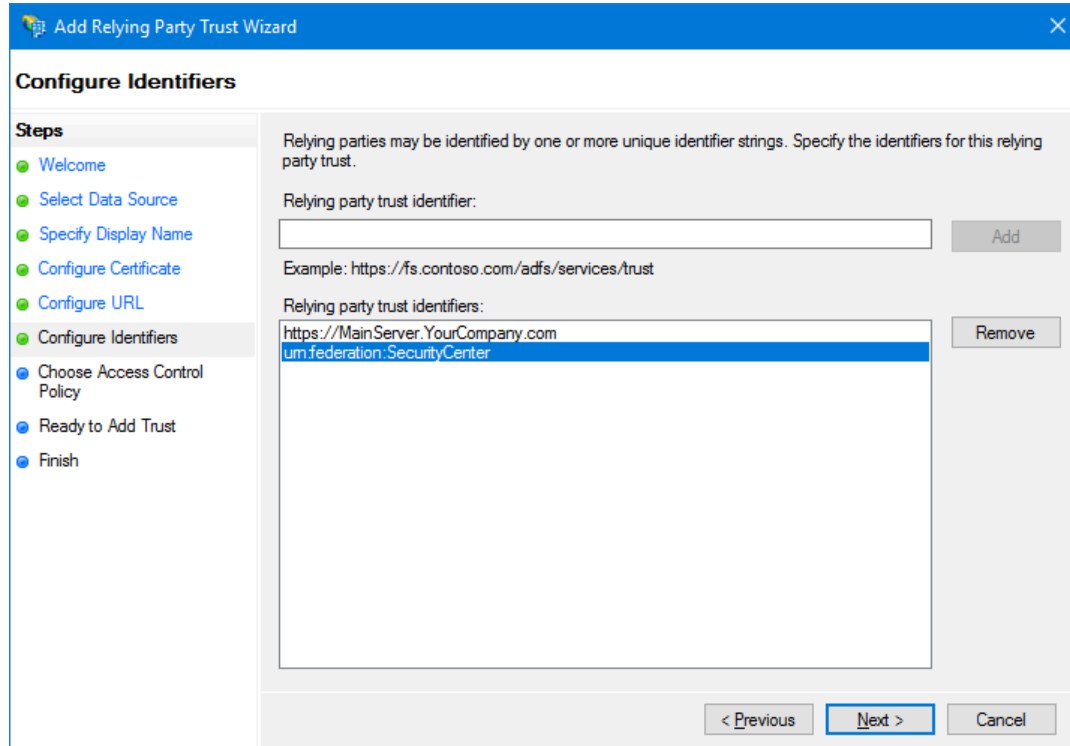 Add Relying Party Trust Wizard
Configure Identifiers
Steps
Welcome
Select Data Source
Specify Display Name
Configure Certificate
Configure URL
Configure Identifiers
Choose Access Control
Policy
Ready to Add Trust
Finish
Relying parties may be identified by one or more unique identifier strings. Specify the identifiers for this relying
party trust.
Relying party trust identifier:
Add
Example: https://fs.contoso.com/adfs/services/trust
Relying party trust identifiers:
https://MainServer.YourCompany.com
urn:federation:SecurityCenter
Remove
< Previous
Next >
Cancel